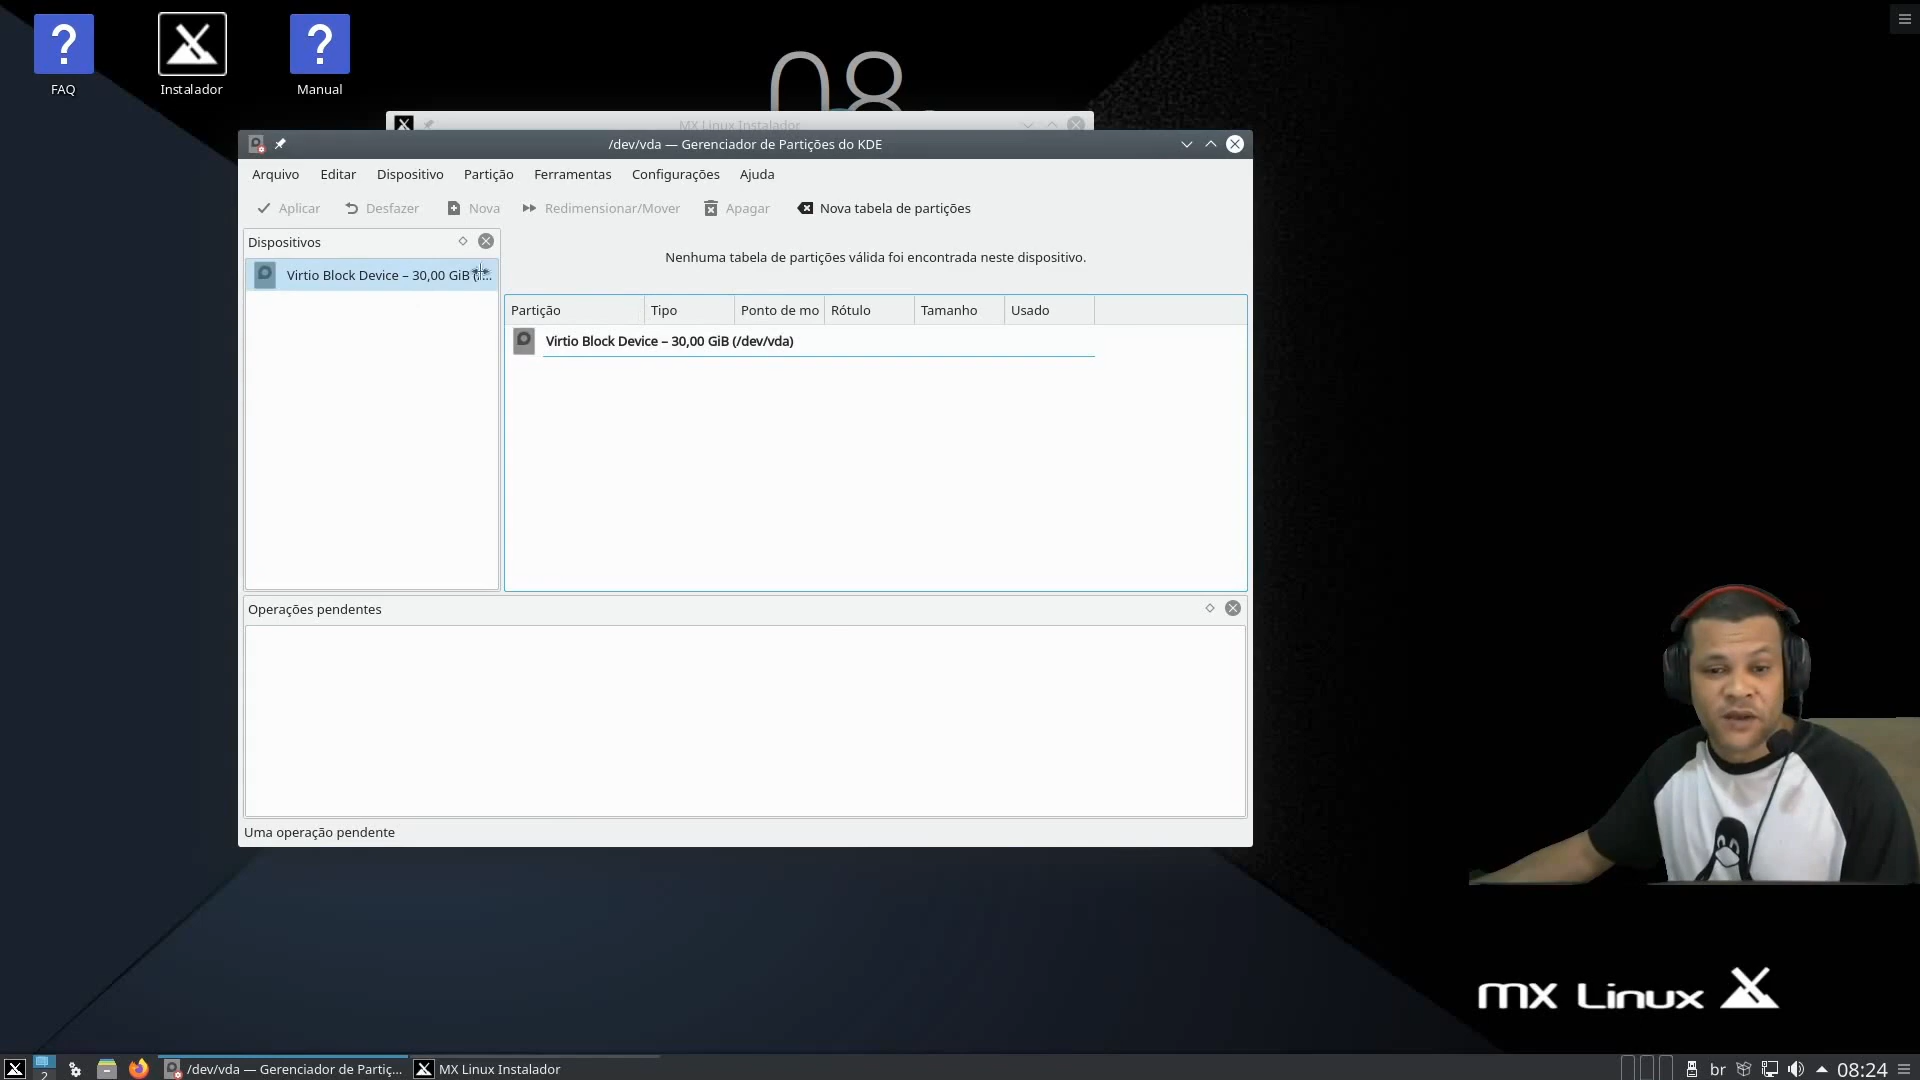 FAQ
Instalador
Manual
08
MX Linux Instalador
/dev/vda — Gerenciador de Partições do KDE
Arquivo Editar Dispositivo Partição Ferramentas Configurações Ajuda
Aplicar Desfazer Nova Redimensionar/Mover Apagar Nova tabela de partições
Dispositivos
Virtio Block Device – 30,00 GiB (/...
Nenhuma tabela de partições válida foi encontrada neste dispositivo.
Partição Tipo Ponto de mo Rótulo Tamanho Usado
Virtio Block Device – 30,00 GiB (/dev/vda)
Operações pendentes
Uma operação pendente
MX Linux
2 /dev/vda — Gerenciador de Partiç... MX Linux Instalador br 08:24